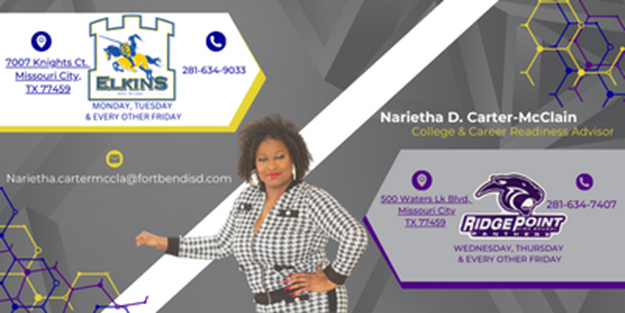 7007 Knights Ct.
Missouri City,
TX 77459
ELKINS
281-634-9033
MONDAY, TUESDAY
& EVERY OTHER FRIDAY
Narietha.cartermccla@fortbendisd.com
Narietha D. Carter-McClain
College & Career Readiness Advisor
500 Waters Lk Blvd,
Missouri City
TX 77459
RIDGE POINT
PANTHERS
281-634-7407
WEDNESDAY, THURSDAY
& EVERY OTHER FRIDAY